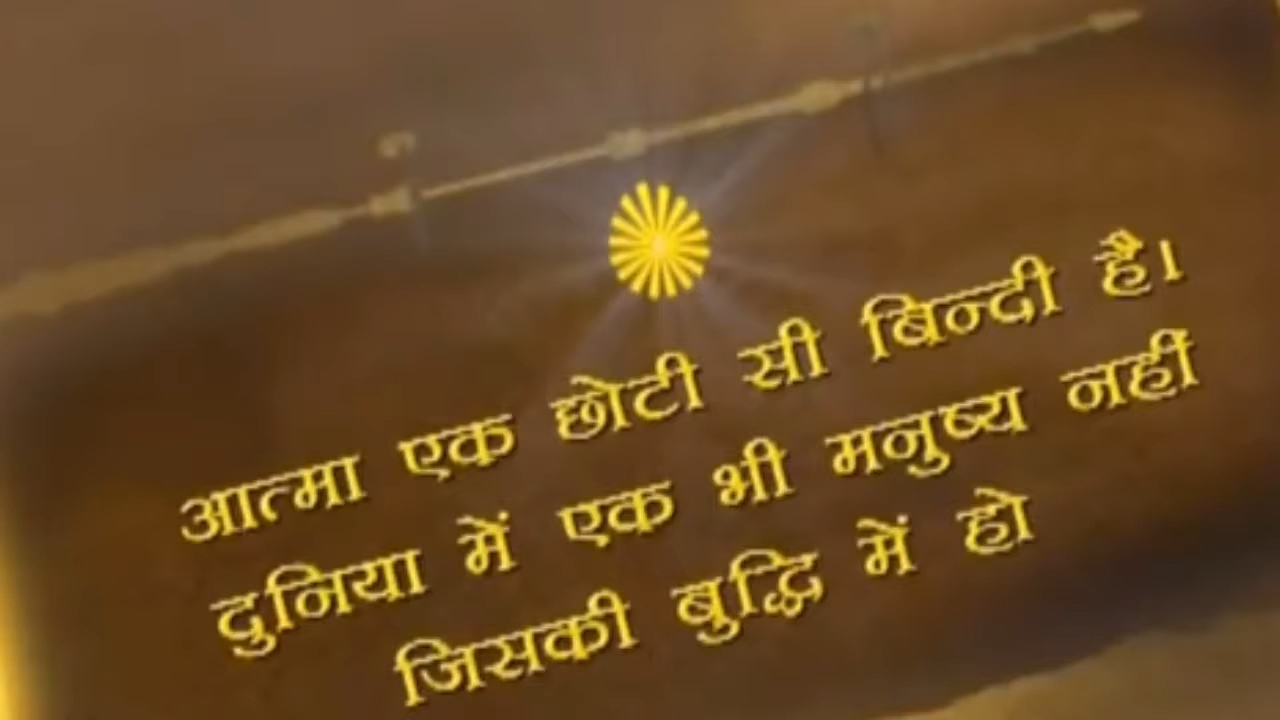 आत्मा एक छोटी सी बिन्दी है।
दुनिया में एक भी मनुष्य नहीं
जिसकी बुद्धि में हो